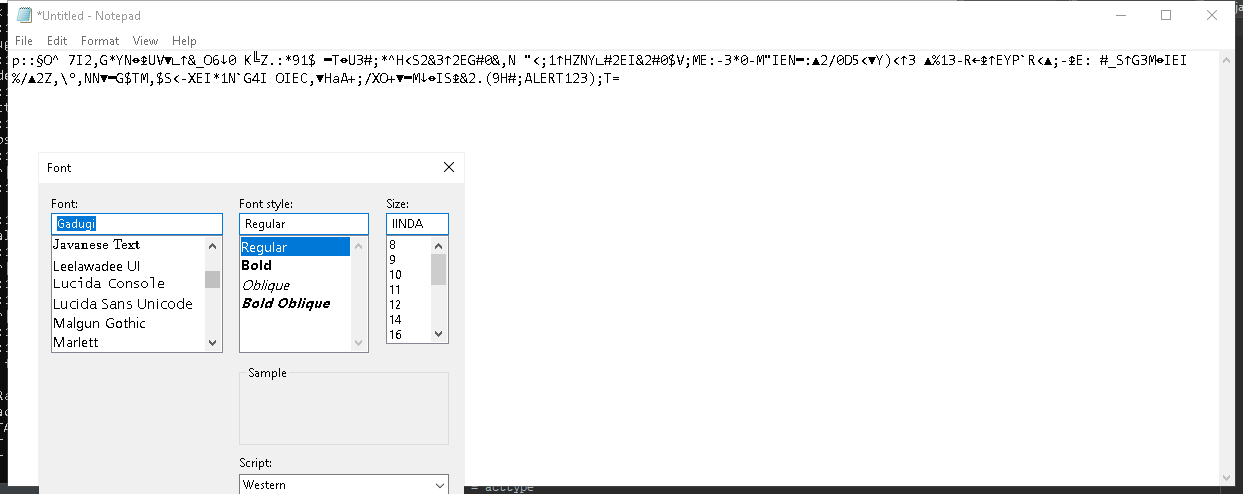 *Untitled - Notepad
File Edit Format View Help
p::§O^ 7I2,G*YN↔↨UV▼∟↑&_O6↓0 K╚Z.:*91$ ━T↔U3#;*^H<S2&3↑2EG#0&,N "<;1↑HZNY∟#2EI&2#0$V;ME:-3*0-M"IEN━:▲2/0D5<▼Y)<↑3 ▲%13-R←↨↑EYP`R<▲;-↨E: #_S↑G3M↔IEI
%/▲2Z,\°,NN▼━G$TM,$S<-XEI*1N`G4I OIEC,▼HaA+;/XO+▼━M↓↔IS↨&2.(9H#;ALERT123);T=
Font
Font: Font style: Size:
Gadugi Regular IINDA
Javanese Text
Leelawadee UI
Lucida Console
Lucida Sans Unicode
Malgun Gothic
Marlett
Regular
Bold
Oblique
Bold Oblique
8
9
10
11
12
14
16
Sample
Script:
Western
= acctype